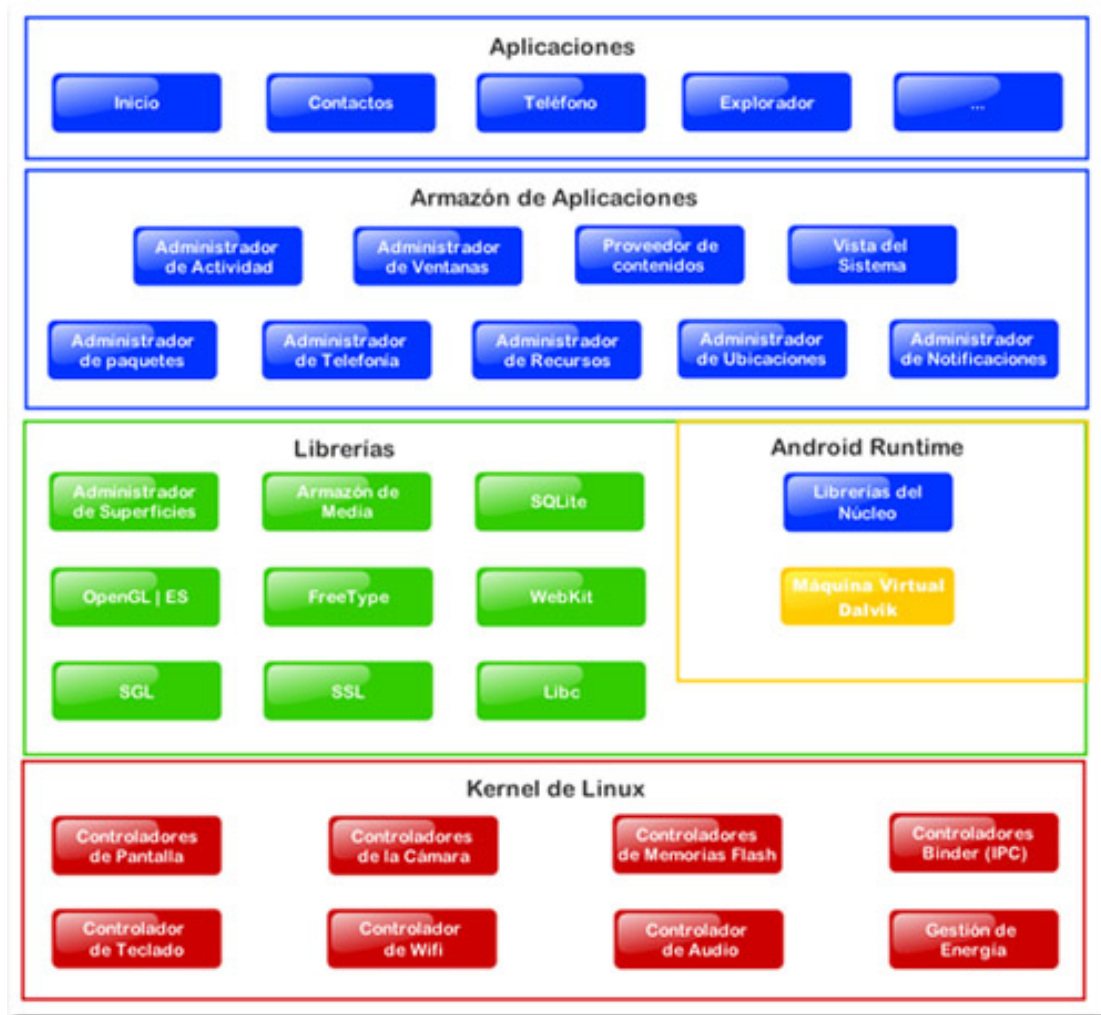 Aplicaciones
Inicio
Contactos
Teléfono
Explorador
...
Armazón de Aplicaciones
Administrador
de Actividad
Administrador
de Ventanas
Proveedor de
contenidos
Vista del
Sistema
Administrador
de paquetes
Administrador
de Telefonía
Administrador
de Recursos
Administrador
de Ubicaciones
Administrador
de Notificaciones
Librerías
Administrador
de Superficies
Armazón de
Media
SQLite
OpenGL | ES
FreeType
WebKit
SGL
SSL
Libc
Android Runtime
Librerías del
Núcleo
Máquina Virtual
Dalvik
Kernel de Linux
Controladores
de Pantalla
Controladores
de la Cámara
Controladores
de Memorias Flash
Controladores
Binder (IPC)
Controlador
de Teclado
Controlador
de Wifi
Controlador
de Audio
Gestión de
Energía